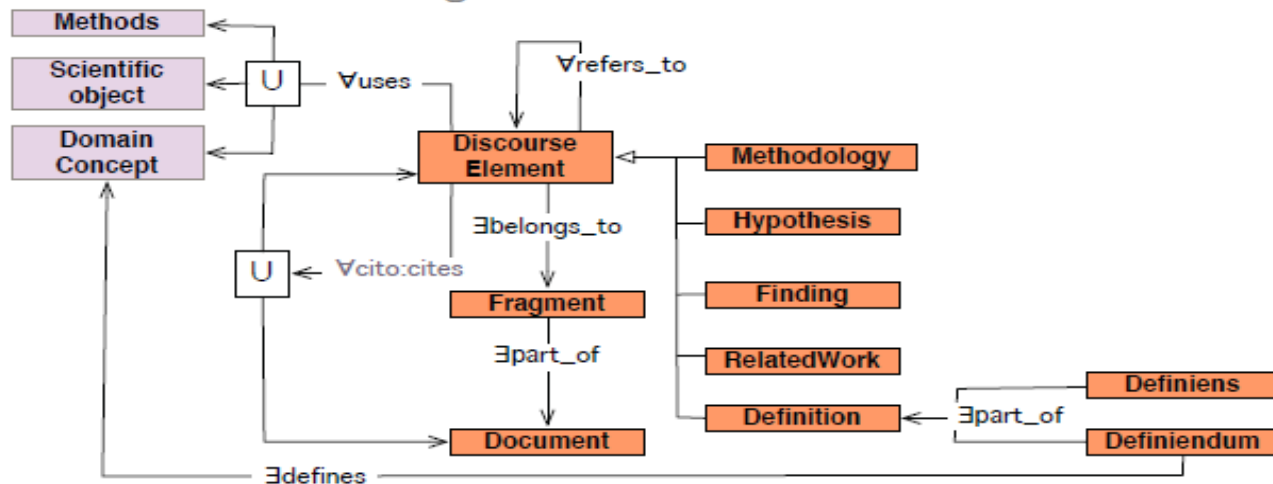 Methods
Scientific
object
Domain
Concept
U
∀uses
∀refers_to
Discourse
Element
Methodology
Hypothesis
∃belongs_to
U
∀cito:cites
Fragment
Finding
∃part_of
RelatedWork
Definiens
Definition
∃part_of
Document
Definiendum
∃defines